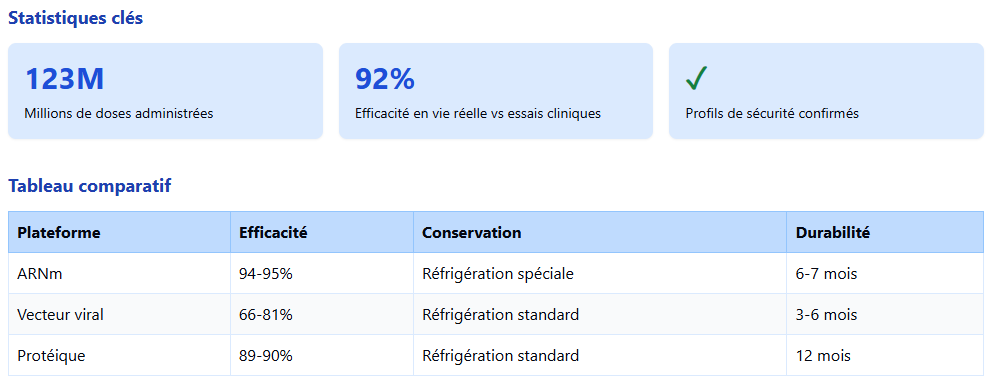 Statistiques clés
123M 92% ✓
Millions de doses administrées Efficacité en vie réelle vs essais cliniques Profils de sécurité confirmés
Tableau comparatif
Plateforme Efficacité Conservation Durabilité
ARNm 94-95% Réfrigération spéciale 6-7 mois
Vecteur viral 66-81% Réfrigération standard 3-6 mois
Protéique 89-90% Réfrigération standard 12 mois